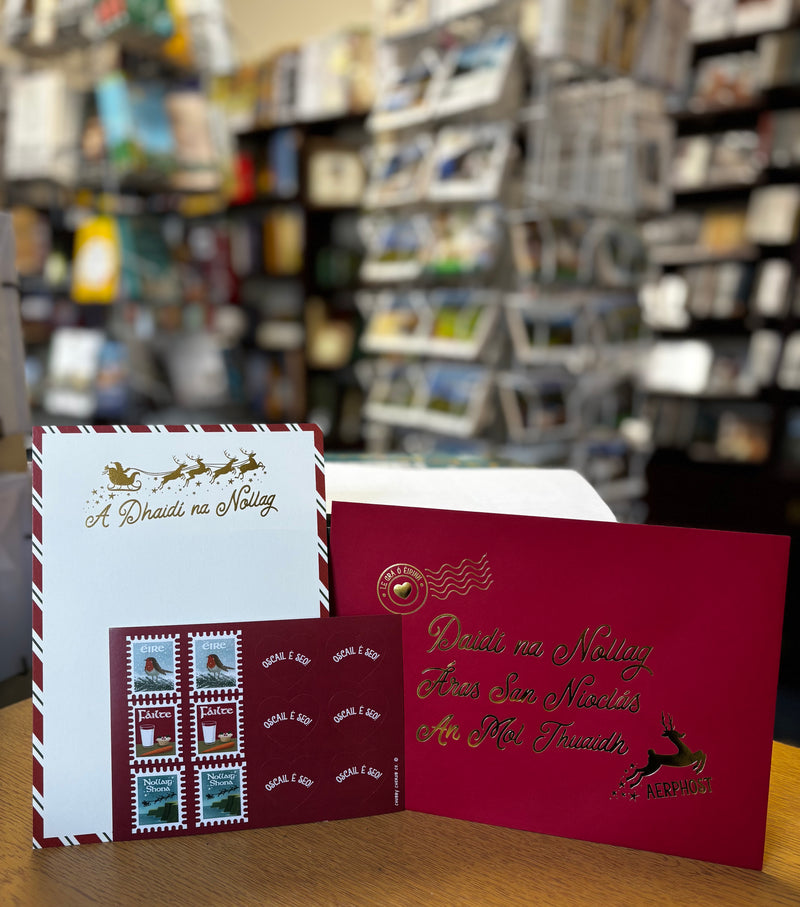 A Dhaidí na Nollag
ÉIRE
ÉIRE
Fáilte
Fáilte
Nollaig
Shona
Nollaig
Shona
OSCAIL É SEO!
OSCAIL É SEO!
OSCAIL É SEO!
OSCAIL É SEO!
OSCAIL É SEO!
OSCAIL É SEO!
LE GRÁ Ó ÉIRINN
Daidí na Nollag
Áras San Nioclás
An Mol Thuaidh
AERPHOST